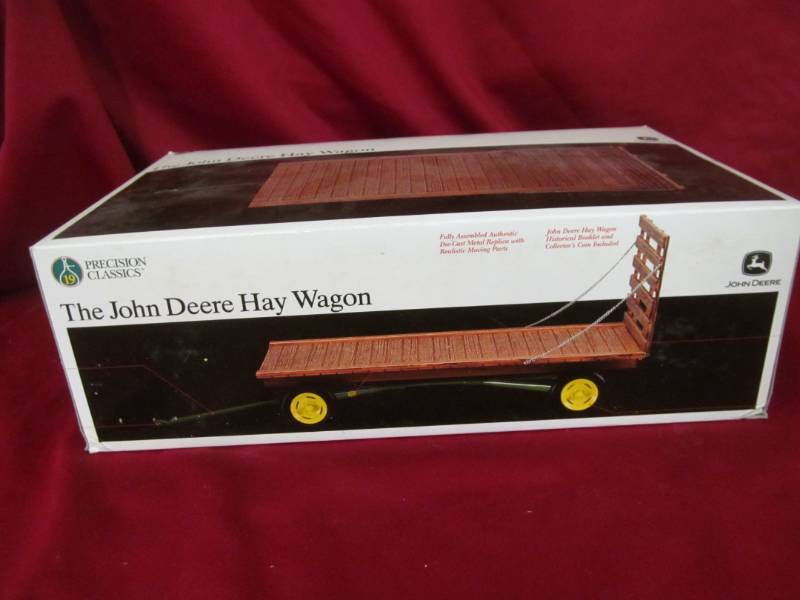 The John Deere Hay Wagon
PRECISION
CLASSICS™
19
The John Deere Hay Wagon
Fully Assembled Authentic
Die-Cast Metal Replica with
Realistic Moving Parts
John Deere Hay Wagon
Historical Booklet and
Collector's Coin Included
JOHN DEERE